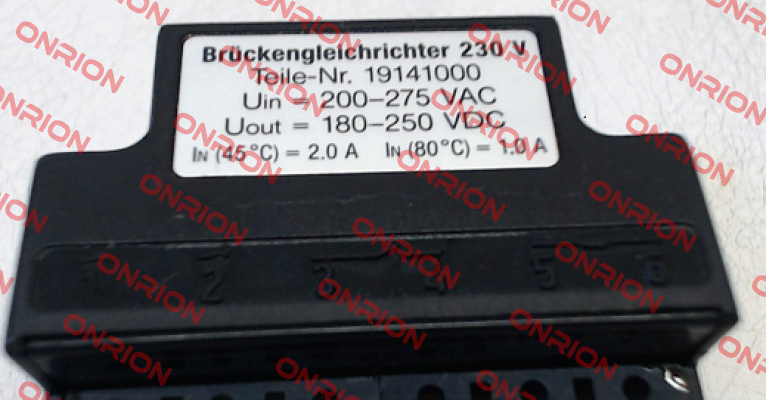 Brückengleichrichter 230 V
Teile-Nr. 19141000
Uin = 200–275 VAC
Uout = 180–250 VDC
IN (45°C) = 2.0 A IN (80°C) = 1.0 A
2 3 4 5 6
ONRION